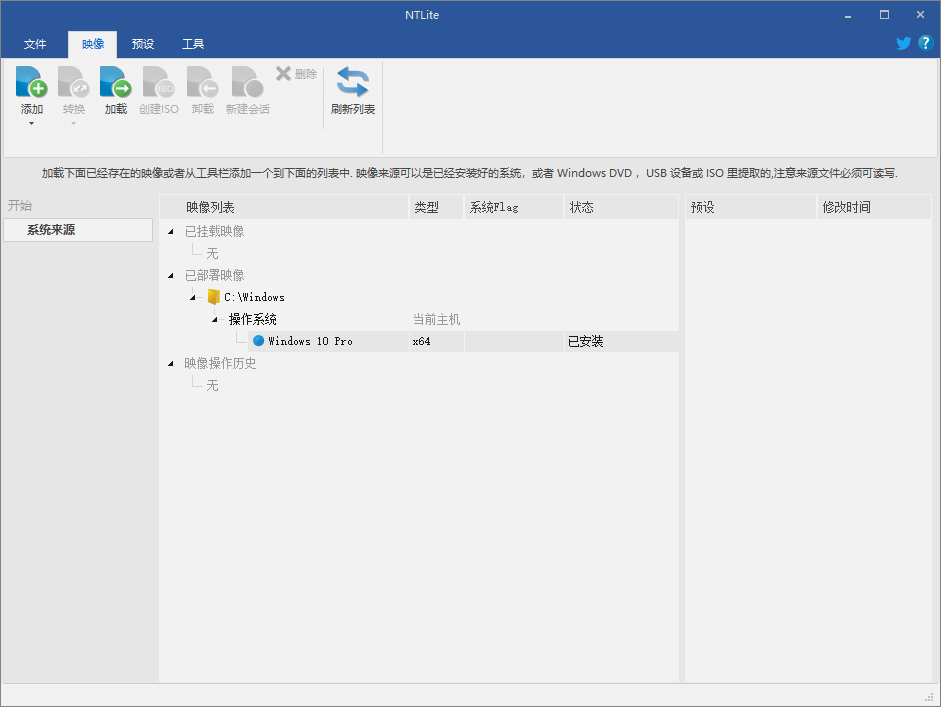 NTLite
文件 映像 预设 工具
?
添加 转换 加载 创建ISO 卸载 新建会话 删除 刷新列表
ISO
加载下面已经存在的映像或者从工具栏添加一个到下面的列表中. 映像来源可以是已经安装好的系统，或者 Windows DVD ，USB 设备或 ISO 里提取的,注意来源文件必须可读写.
开始
系统来源
映像列表 类型 系统Flag 状态 预设 修改时间
已挂载映像
无
已部署映像
C:\Windows
操作系统 当前主机
Windows 10 Pro x64 已安装
映像操作历史
无